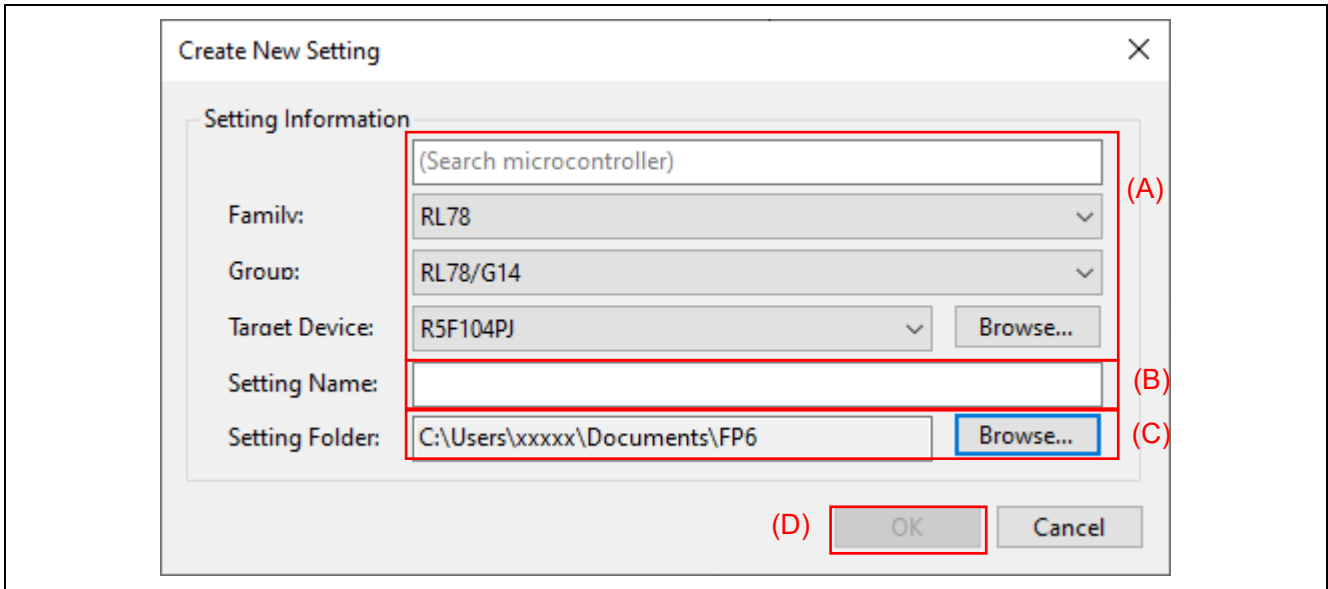 Create New Setting
Setting Information
(Search microcontroller)
(A)
Family: RL78
Group: RL78/G14
Target Device: R5F104PJ Browse...
Setting Name: (B)
Setting Folder: C:\Users\xxxxx\Documents\FP6 Browse... (C)
(D) OK Cancel